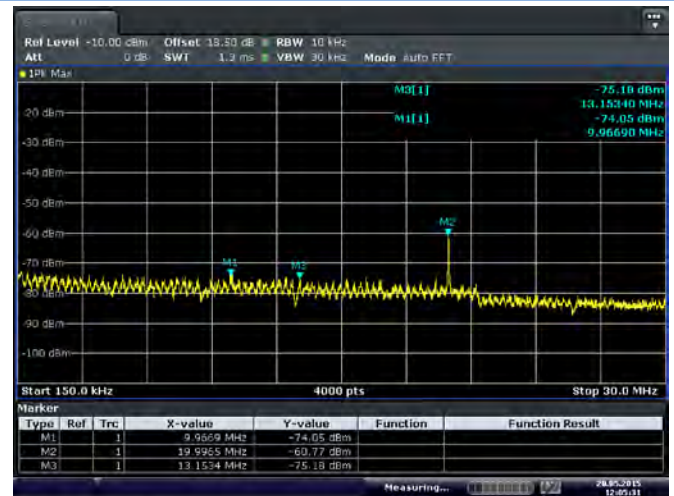 Spectrum
Ref Level -10.00 dBm Offset 18.50 dB RBW 10 kHz
Att 0 dB SWT 1.9 ms VBW 30 kHz Mode Auto FFT
1Pk Max
M3[1] -75.18 dBm
13.15340 MHz
-20 dBm
M1[1] -74.05 dBm
9.96690 MHz
-30 dBm
-40 dBm
-50 dBm
M2
-60 dBm
M1 M3
-70 dBm
-80 dBm
-90 dBm
-100 dBm
Start 150.0 kHz 4000 pts Stop 30.0 MHz
Marker
Type Ref Trc X-value Y-value Function Function Result
M1 1 9.9669 MHz -74.05 dBm
M2 1 19.9965 MHz -60.77 dBm
M3 1 13.1534 MHz -75.18 dBm
Measuring... 20.05.2015
12:05:31